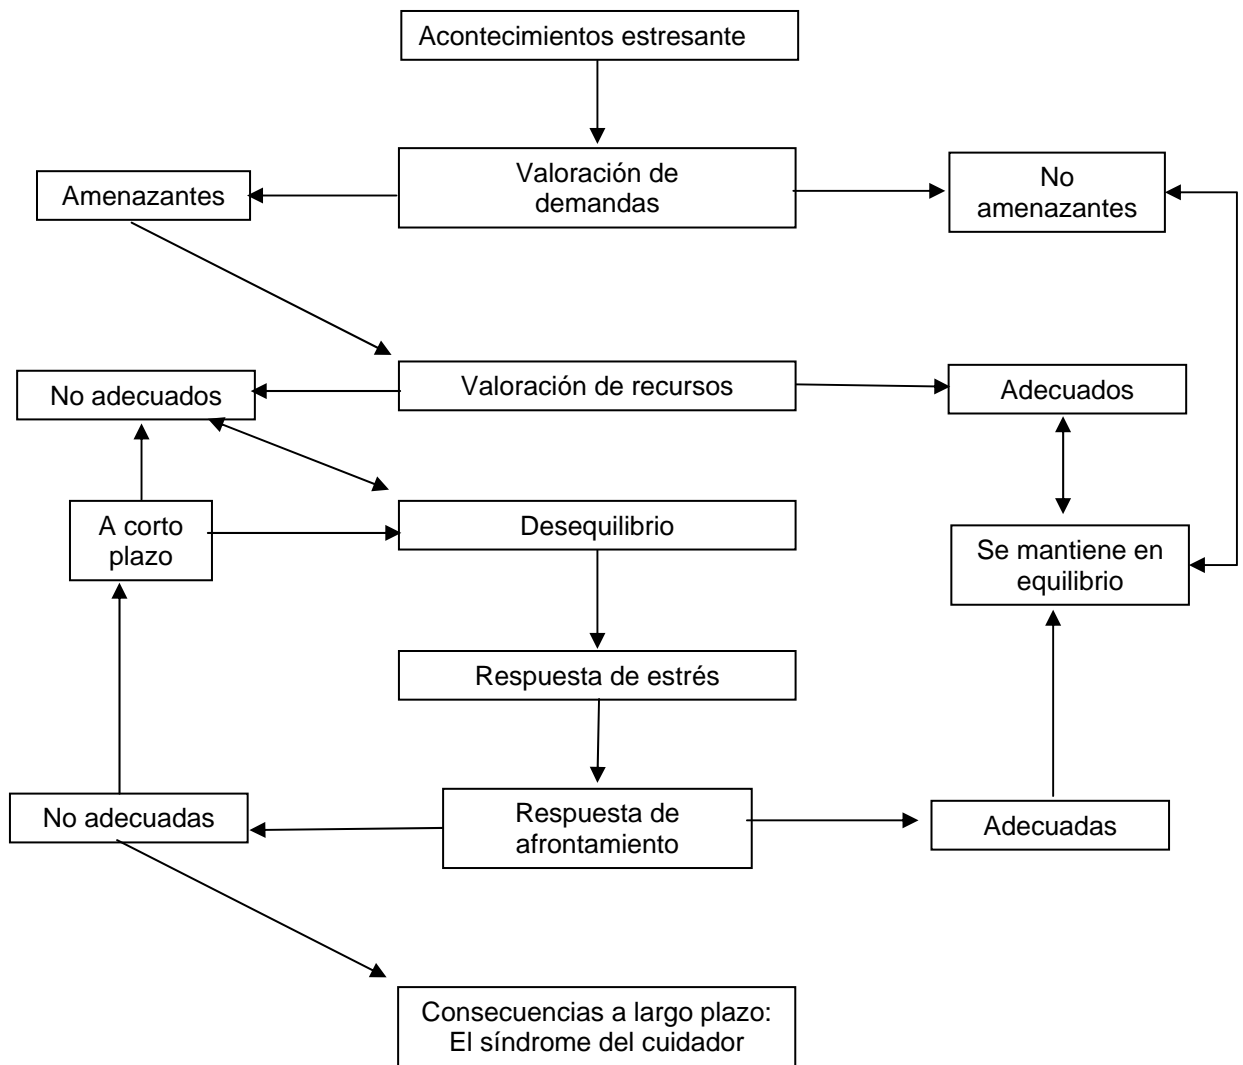 Acontecimientos estresante
Valoración de
demandas
Amenazantes
No
amenazantes
Valoración de recursos
No adecuados
Adecuados
A corto
plazo
Desequilibrio
Se mantiene en
equilibrio
Respuesta de estrés
No adecuadas
Respuesta de
afrontamiento
Adecuadas
Consecuencias a largo plazo:
El síndrome del cuidador